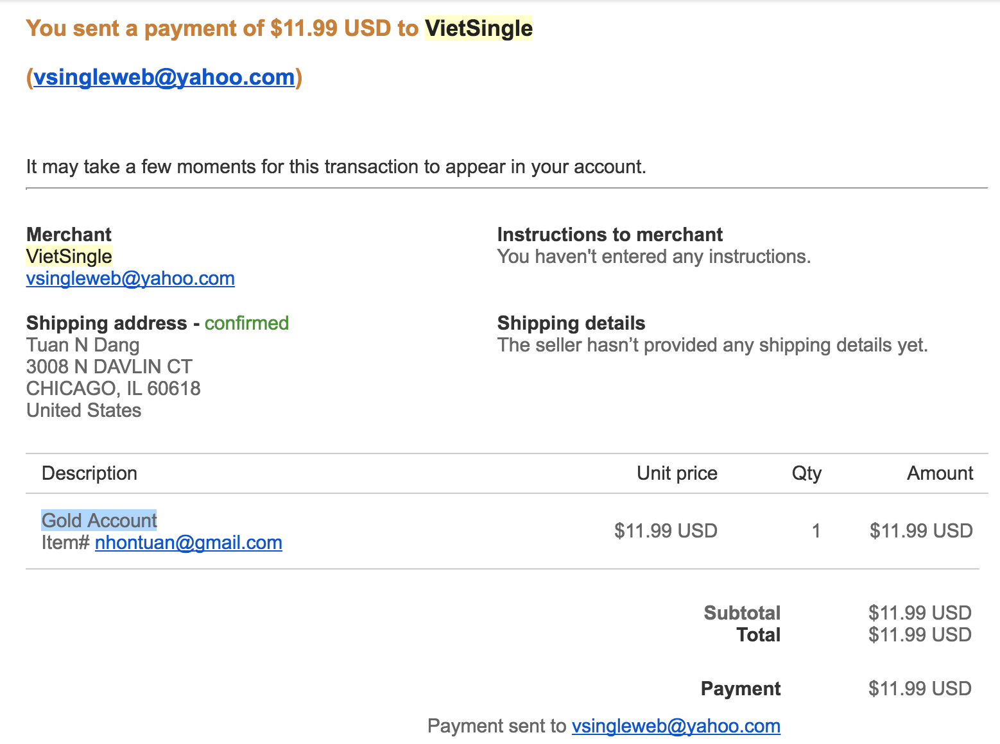 You sent a payment of $11.99 USD to VietSingle
(vsingleweb@yahoo.com)
It may take a few moments for this transaction to appear in your account.
Merchant
VietSingle
vsingleweb@yahoo.com
Instructions to merchant
You haven't entered any instructions.
Shipping address - confirmed
Tuan N Dang
3008 N DAVLIN CT
CHICAGO, IL 60618
United States
Shipping details
The seller hasn’t provided any shipping details yet.
Description Unit price Qty Amount
Gold Account
Item# nhontuan@gmail.com
$11.99 USD 1 $11.99 USD
Subtotal $11.99 USD
Total $11.99 USD
Payment $11.99 USD
Payment sent to vsingleweb@yahoo.com